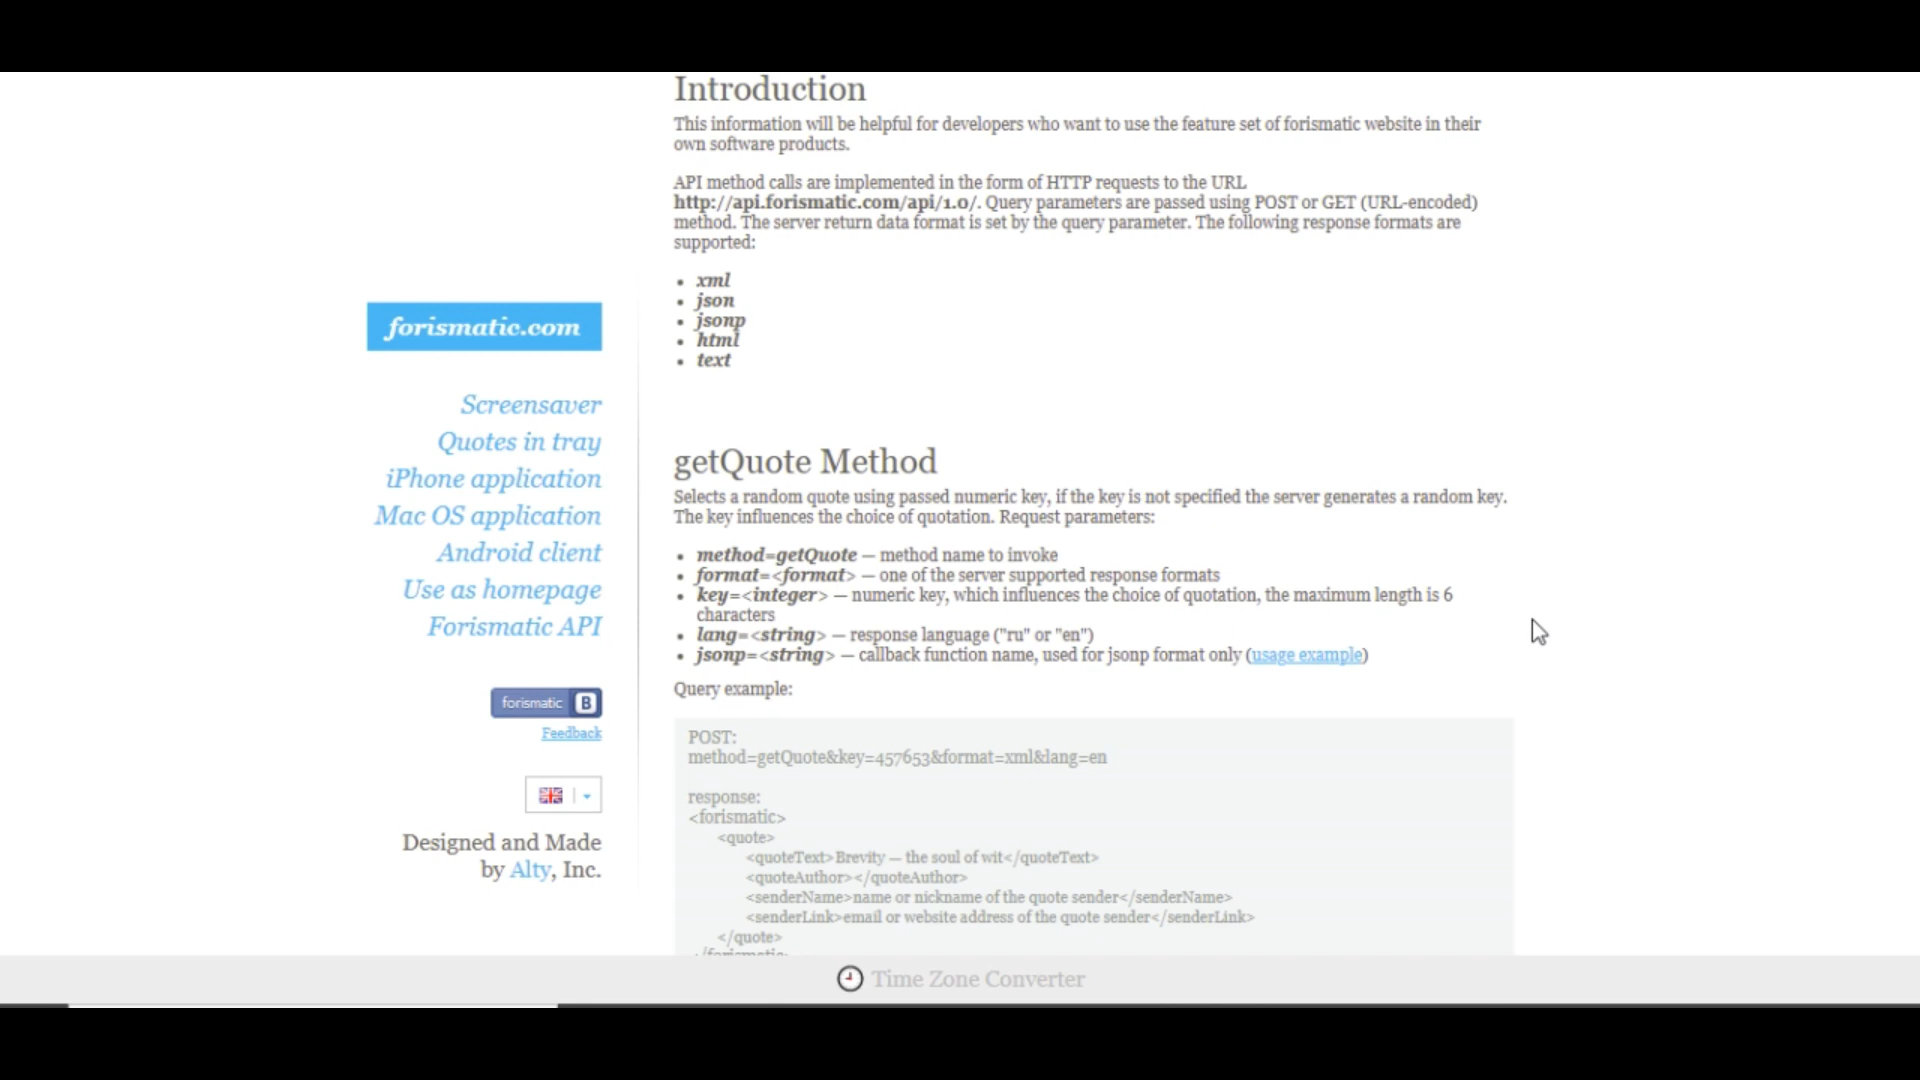 Introduction
This information will be helpful for developers who want to use the feature set of forismatic website in their
own software products.
API method calls are implemented in the form of HTTP requests to the URL
http://api.forismatic.com/api/1.0/. Query parameters are passed using POST or GET (URL-encoded)
method. The server return data format is set by the query parameter. The following response formats are
supported:
• xml
• json
• jsonp
• html
• text
forismatic.com
Screensaver
Quotes in tray
iPhone application
Mac OS application
Android client
Use as homepage
Forismatic API
forismatic B
Feedback
Designed and Made
by Alty, Inc.
getQuote Method
Selects a random quote using passed numeric key, if the key is not specified the server generates a random key.
The key influences the choice of quotation. Request parameters:
• method=getQuote — method name to invoke
• format=<format> — one of the server supported response formats
• key=<integer> — numeric key, which influences the choice of quotation, the maximum length is 6
characters
• lang=<string> — response language ("ru" or "en")
• jsonp=<string> — callback function name, used for jsonp format only (usage example)
Query example:
POST:
method=getQuote&key=457653&format=xml&lang=en
response:
<forismatic>
<quote>
<quoteText>Brevity — the soul of wit</quoteText>
<quoteAuthor></quoteAuthor>
<senderName>name or nickname of the quote sender</senderName>
<senderLink>email or website address of the quote sender</senderLink>
</quote>
</forismatic>
Time Zone Converter